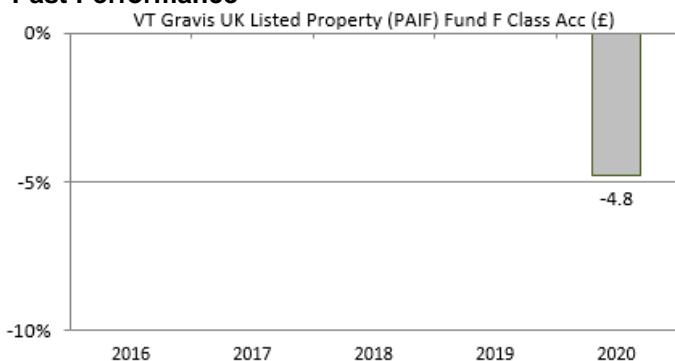 Past Performance
VT Gravis UK Listed Property (PAIF) Fund F Class Acc (£)
0%
-5%
-4.8
-10%
2016 2017 2018 2019 2020